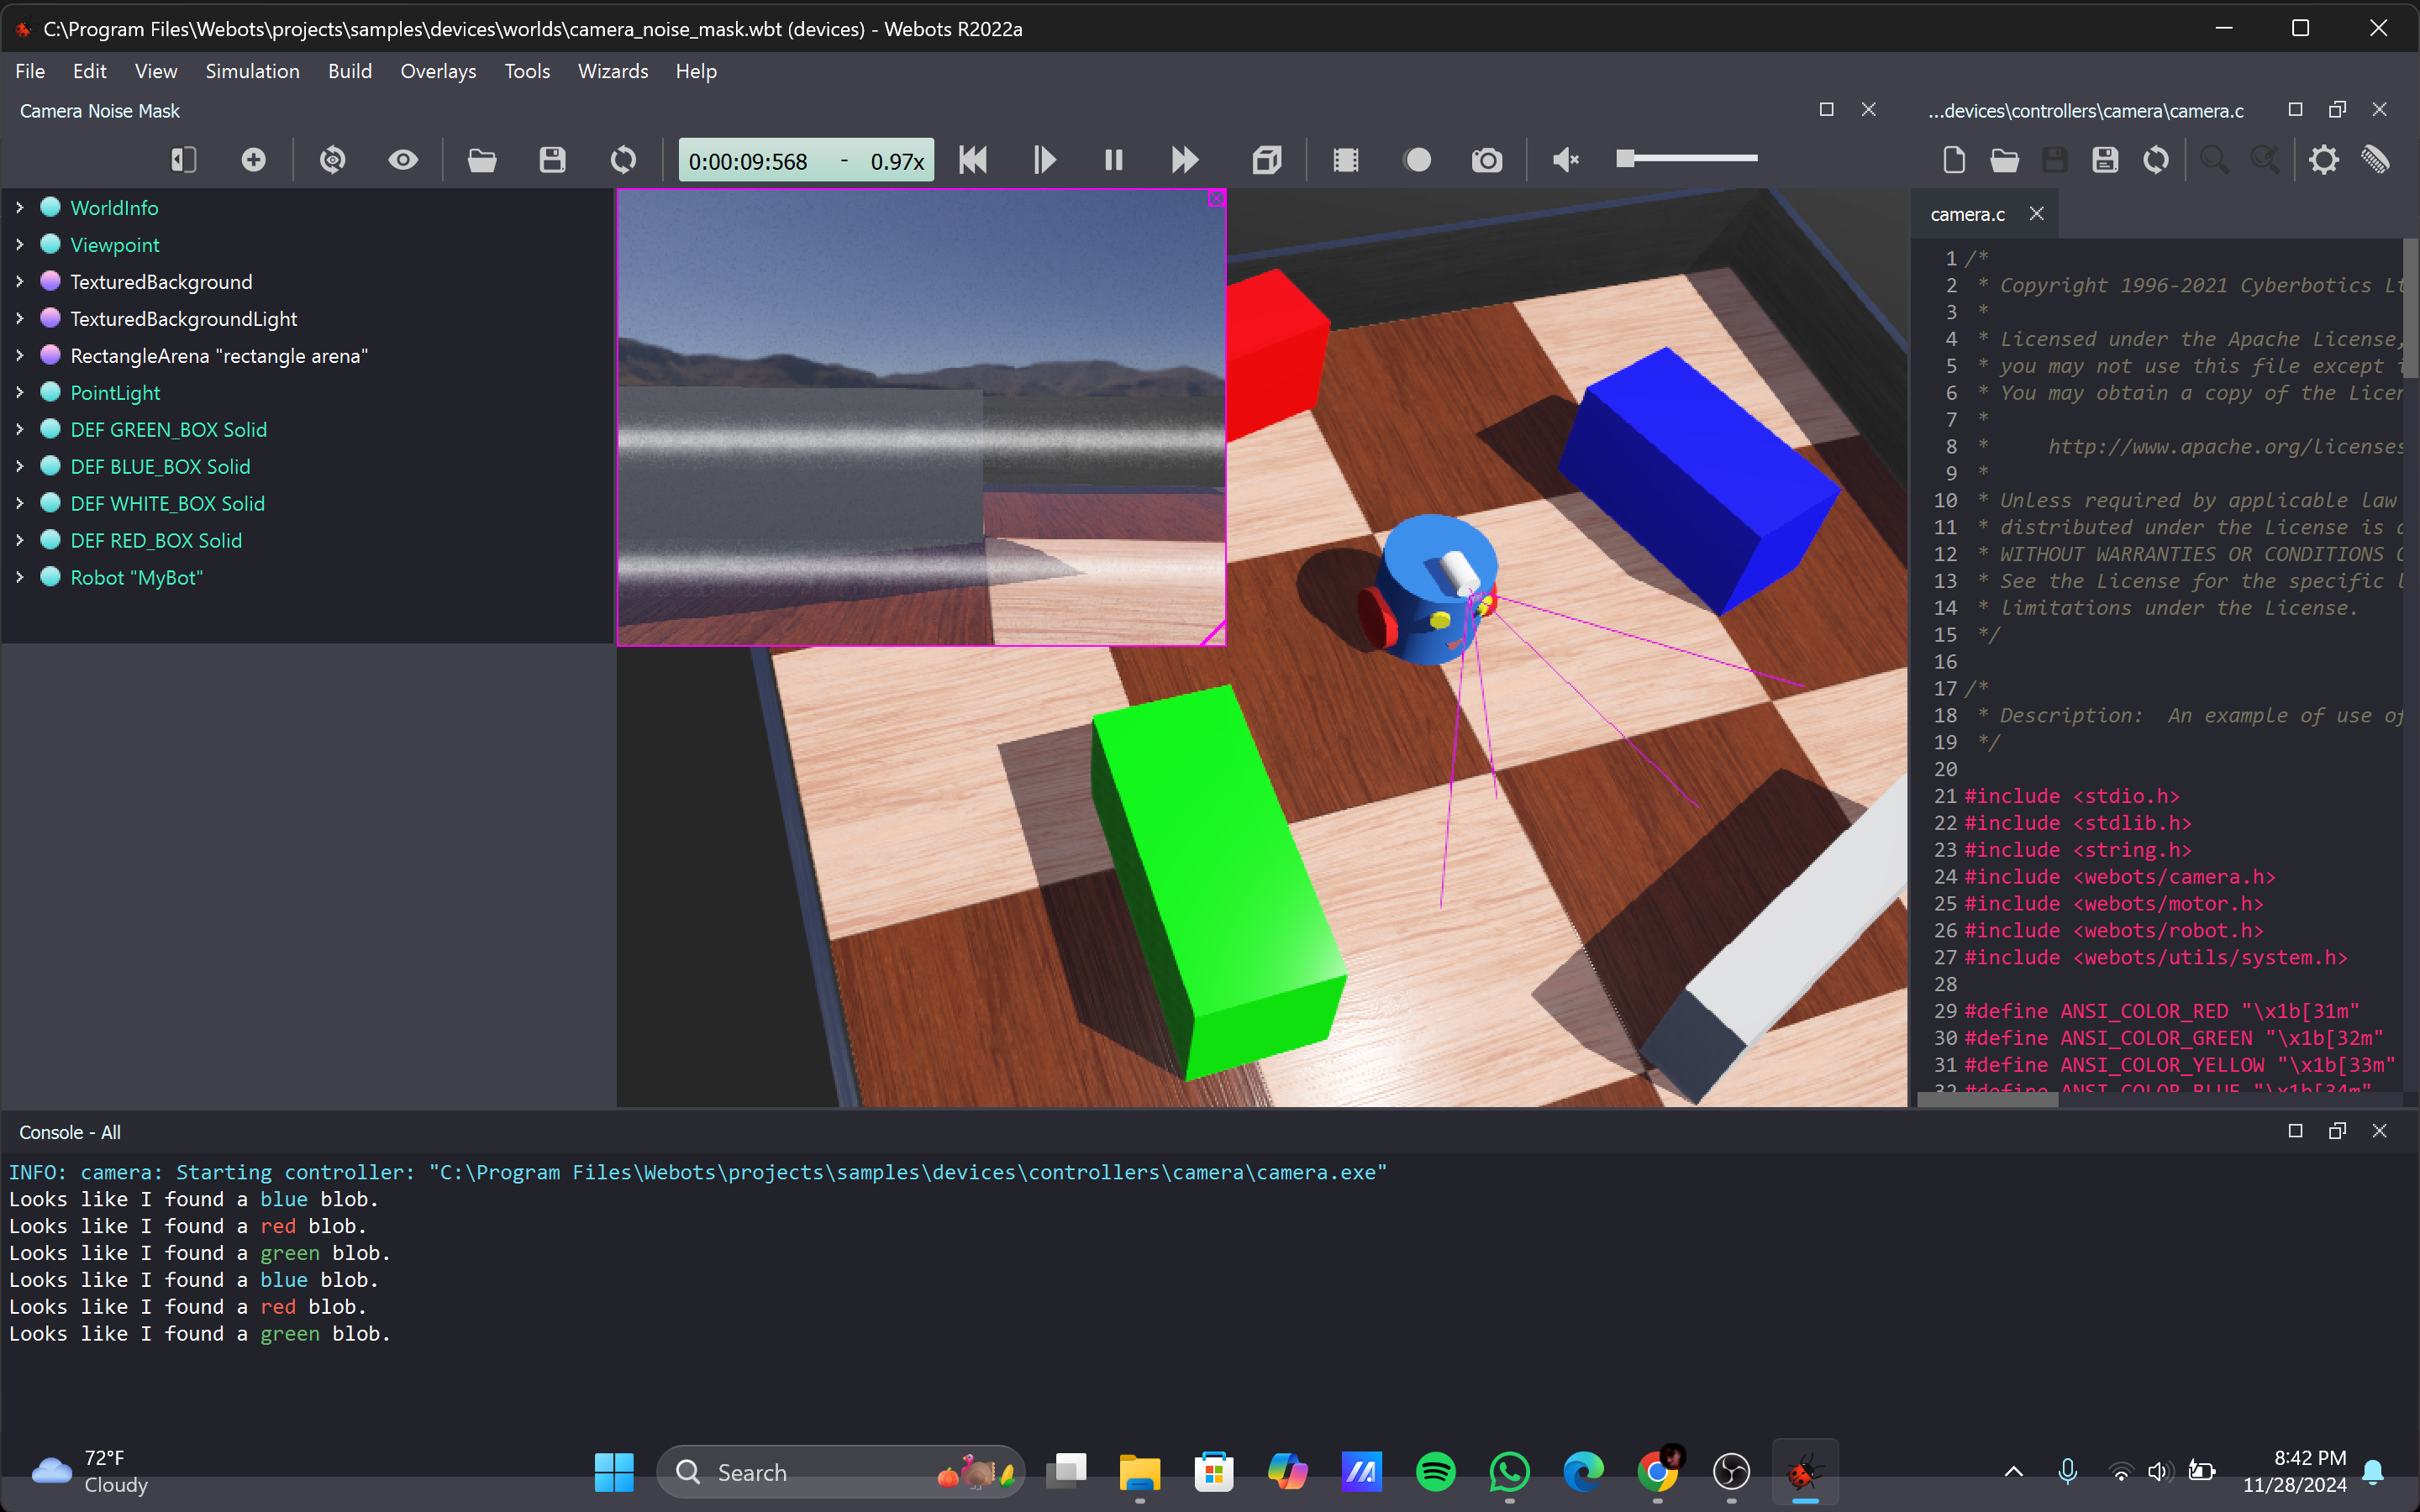 C:\Program Files\Webots\projects\samples\devices\worlds\camera_noise_mask.wbt (devices) - Webots R2022a
File Edit View Simulation Build Overlays Tools Wizards Help
Camera Noise Mask
...devices\controllers\camera\camera.c
0:00:09:568 - 0.97x
WorldInfo
Viewpoint
TexturedBackground
TexturedBackgroundLight
RectangleArena "rectangle arena"
PointLight
DEF GREEN_BOX Solid
DEF BLUE_BOX Solid
DEF WHITE_BOX Solid
DEF RED_BOX Solid
Robot "MyBot"
camera.c
1 /*
2 * Copyright 1996-2021 Cyberbotics Lt
3 *
4 * Licensed under the Apache License,
5 * you may not use this file except i
6 * You may obtain a copy of the Licen
7 *
8 * http://www.apache.org/licenses
9 *
10 * Unless required by applicable law
11 * distributed under the License is d
12 * WITHOUT WARRANTIES OR CONDITIONS O
13 * See the License for the specific l
14 * limitations under the License.
15 */
16
17 /*
18 * Description: An example of use of
19 */
20
21 #include <stdio.h>
22 #include <stdlib.h>
23 #include <string.h>
24 #include <webots/camera.h>
25 #include <webots/motor.h>
26 #include <webots/robot.h>
27 #include <webots/utils/system.h>
28
29 #define ANSI_COLOR_RED "\x1b[31m"
30 #define ANSI_COLOR_GREEN "\x1b[32m"
31 #define ANSI_COLOR_YELLOW "\x1b[33m"
32 #define ANSI_COLOR_BLUE "\x1b[34m"
Console - All
INFO: camera: Starting controller: "C:\Program Files\Webots\projects\samples\devices\controllers\camera\camera.exe"
Looks like I found a blue blob.
Looks like I found a red blob.
Looks like I found a green blob.
Looks like I found a blue blob.
Looks like I found a red blob.
Looks like I found a green blob.
72°F
Cloudy
Search
8:42 PM
11/28/2024